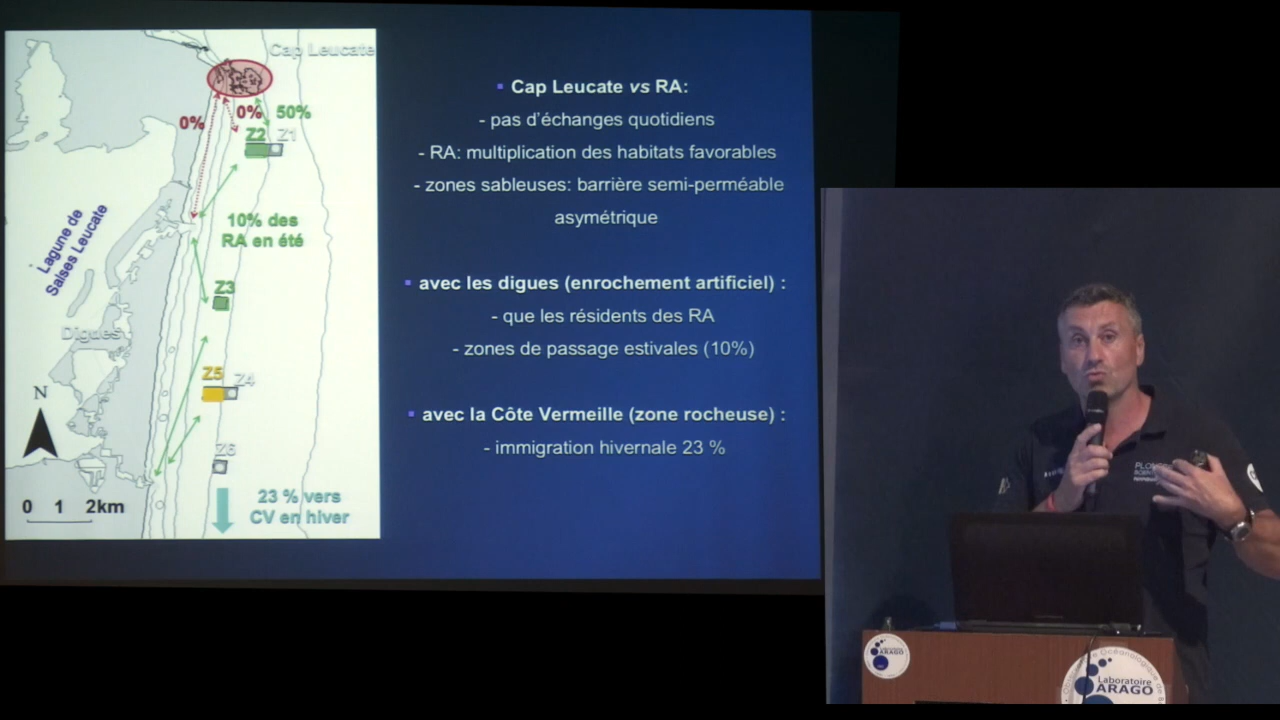 Cap Leucate
0%
0%
50%
Z2
Z1
10% des
RA en été
Lagune de
Salses Leucate
Z3
Digues
Z5
Z4
N
Z6
0 1 2km
23 % vers
CV en hiver
▪ Cap Leucate vs RA:
- pas d’échanges quotidiens
- RA: multiplication des habitats favorables
- zones sableuses: barrière semi-perméable
asymétrique
▪ avec les digues (enrochement artificiel) :
- que les résidents des RA
- zones de passage estivales (10%)
▪ avec la Côte Vermeille (zone rocheuse) :
- immigration hivernale 23 %
ARAGO
Laboratoire
ARAGO